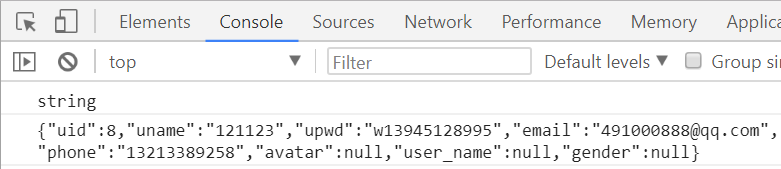 Elements Console Sources Network Performance Memory Applica
top Filter Default levels Group sin
string
{"uid":8,"uname":"121123","upwd":"w13945128995","email":"491000888@qq.com",
"phone":"13213389258","avatar":null,"user_name":null,"gender":null}